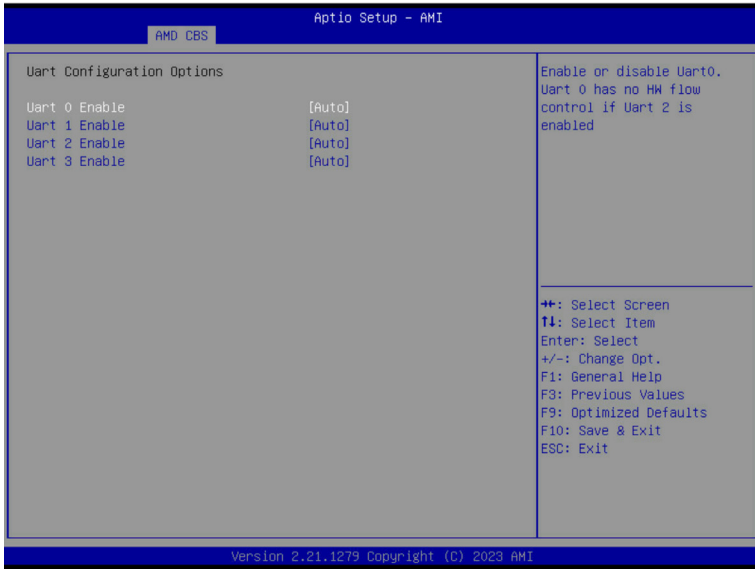 Aptio Setup – AMI
AMD CBS
Uart Configuration Options
Uart 0 Enable [Auto]
Uart 1 Enable [Auto]
Uart 2 Enable [Auto]
Uart 3 Enable [Auto]
Enable or disable Uart0.
Uart 0 has no HW flow
control if Uart 2 is
enabled
→←: Select Screen
↑↓: Select Item
Enter: Select
+/-: Change Opt.
F1: General Help
F3: Previous Values
F9: Optimized Defaults
F10: Save & Exit
ESC: Exit
Version 2.21.1279 Copyright (C) 2023 AMI